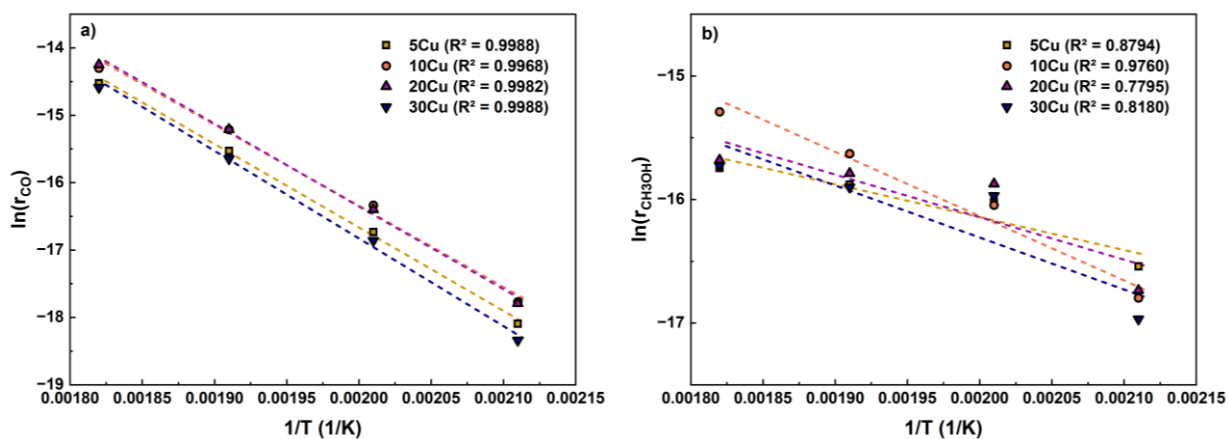 a)
5Cu (R² = 0.9988)
10Cu (R² = 0.9968)
20Cu (R² = 0.9982)
30Cu (R² = 0.9988)
−14
−15
−16
−17
−18
−19
ln(rCO)
0.00180 0.00185 0.00190 0.00195 0.00200 0.00205 0.00210 0.00215
1/T (1/K)
b)
5Cu (R² = 0.8794)
10Cu (R² = 0.9760)
20Cu (R² = 0.7795)
30Cu (R² = 0.8180)
−15
−16
−17
ln(rCH3OH)
0.00180 0.00185 0.00190 0.00195 0.00200 0.00205 0.00210 0.00215
1/T (1/K)